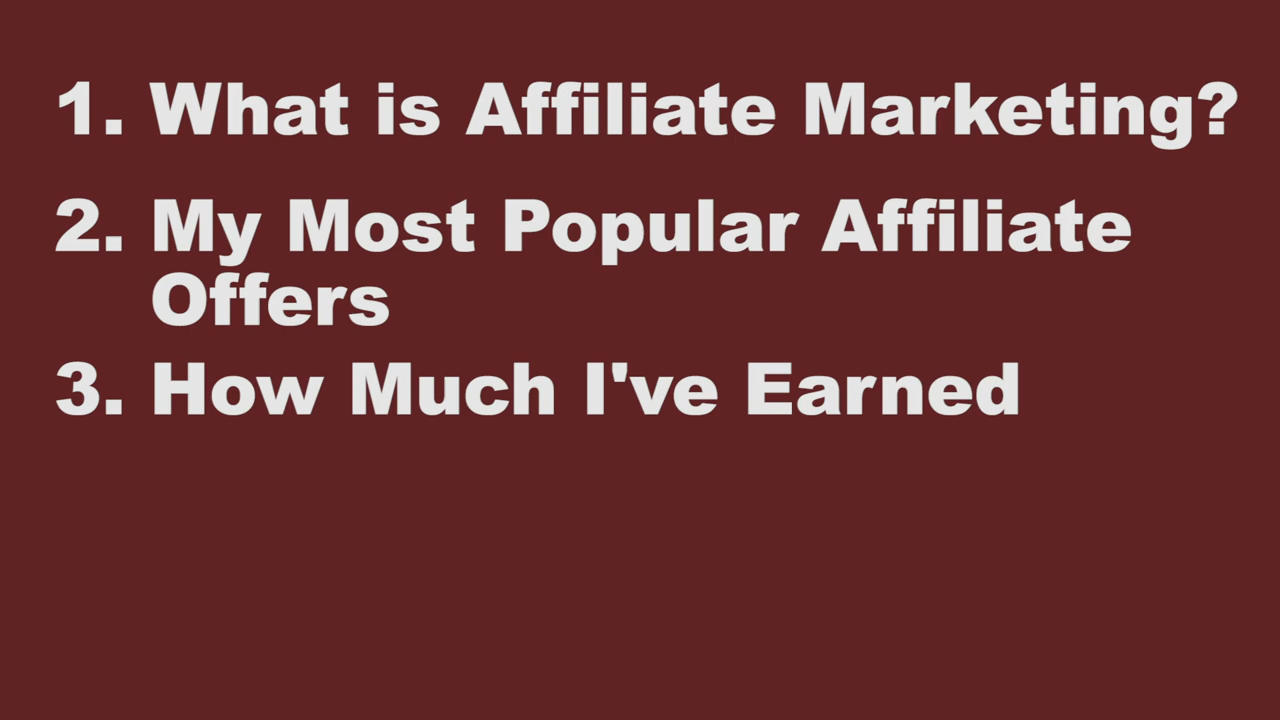 1. What is Affiliate Marketing?
2. My Most Popular Affiliate
Offers
3. How Much I've Earned